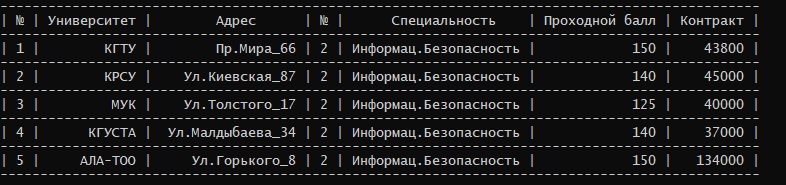 | № | Университет | Адрес | № | Специальность | Проходной балл | Контракт |
| 1 | КГТУ | Пр.Мира_66 | 2 | Информац.Безопасность | 150 | 43800 |
| 2 | КРСУ | Ул.Киевская_87 | 2 | Информац.Безопасность | 140 | 45000 |
| 3 | МУК | Ул.Толстого_17 | 2 | Информац.Безопасность | 125 | 40000 |
| 4 | КГУСТА | Ул.Малдыбаева_34 | 2 | Информац.Безопасность | 140 | 37000 |
| 5 | АЛА-ТОО | Ул.Горького_8 | 2 | Информац.Безопасность | 150 | 134000 |